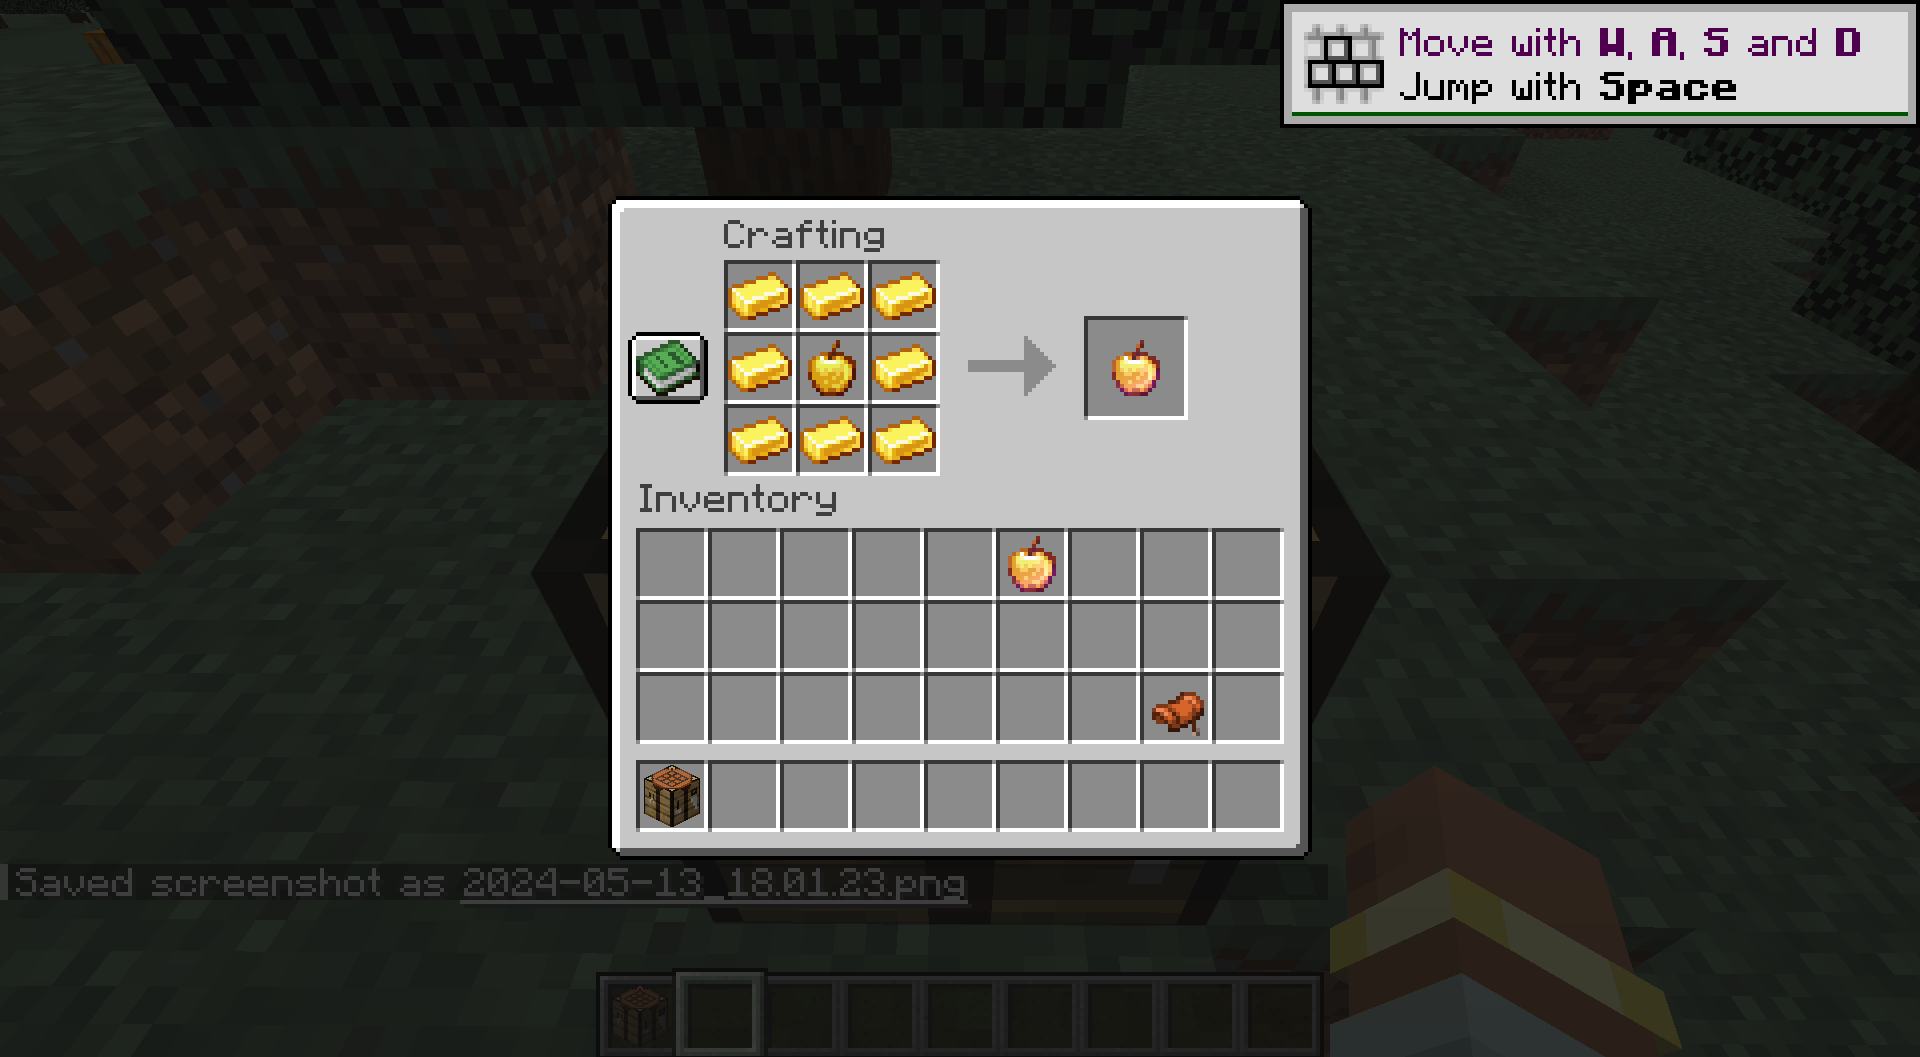 Move with W, A, S and D
Jump with Space
Crafting
Inventory
Saved screenshot as 2024-05-13_18.01.23.png